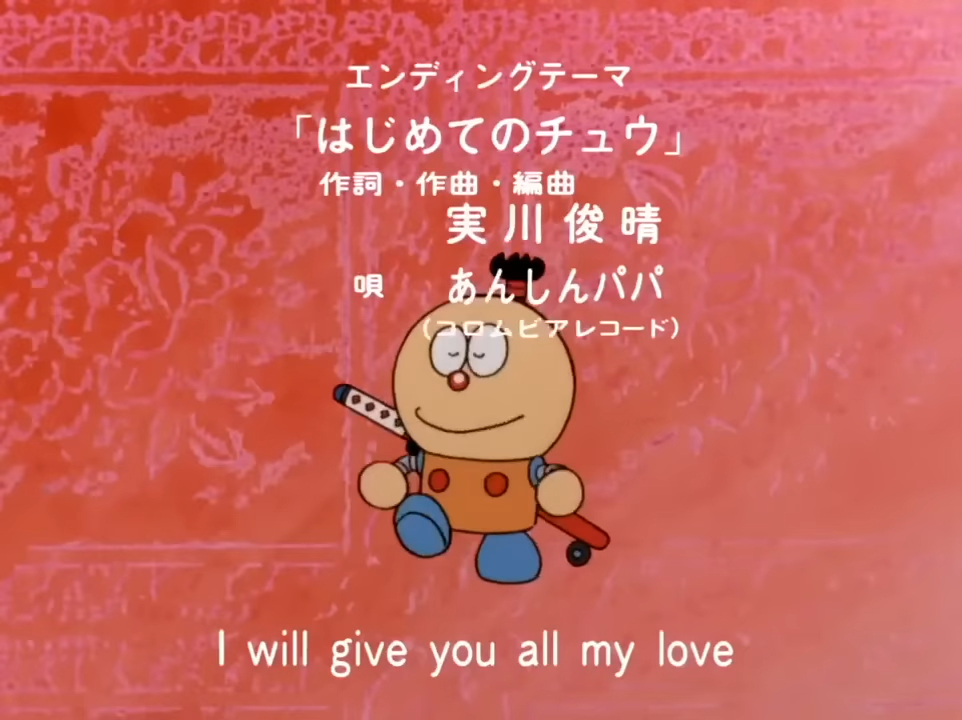 エンディングテーマ
「はじめてのチュウ」
作詞・作曲・編曲
実川俊晴
唄 あんしんパパ
（コロムビアレコード）
I will give you all my love